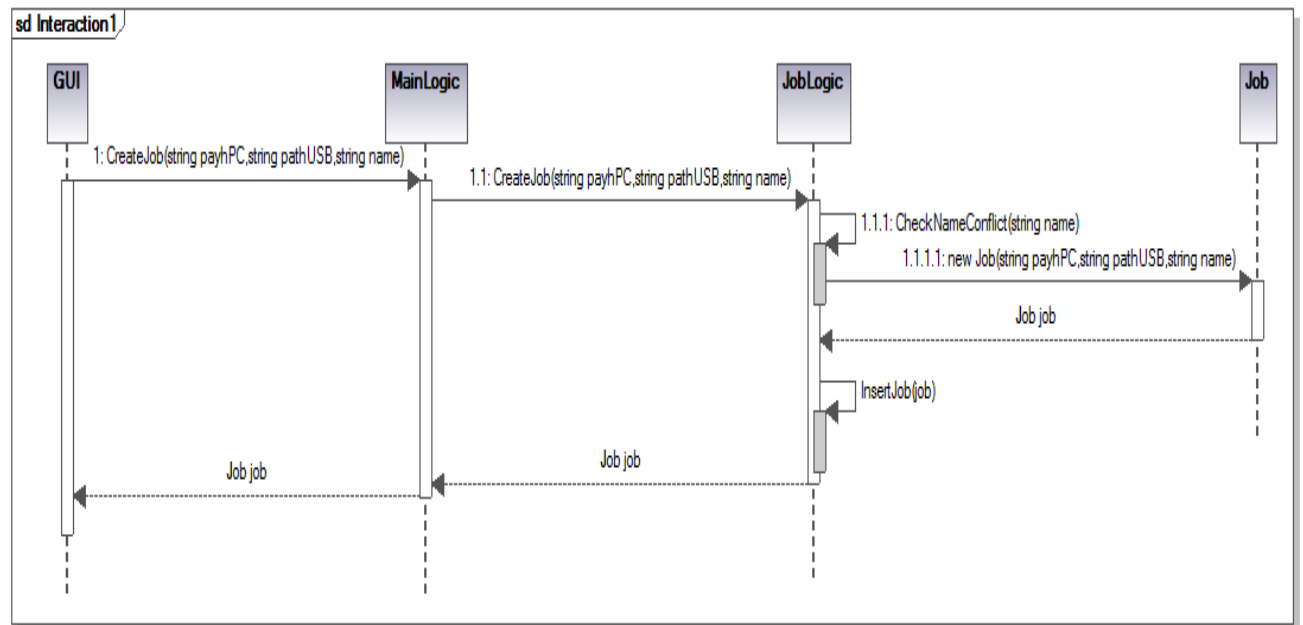 sd Interaction1
GUI
MainLogic
JobLogic
Job
1: CreateJob(string payhPC,string pathUSB,string name)
1.1: CreateJob(string payhPC,string pathUSB,string name)
1.1.1: CheckNameConflict(string name)
1.1.1.1: new Job(string payhPC,string pathUSB,string name)
Job job
InsertJob(job)
Job job
Job job